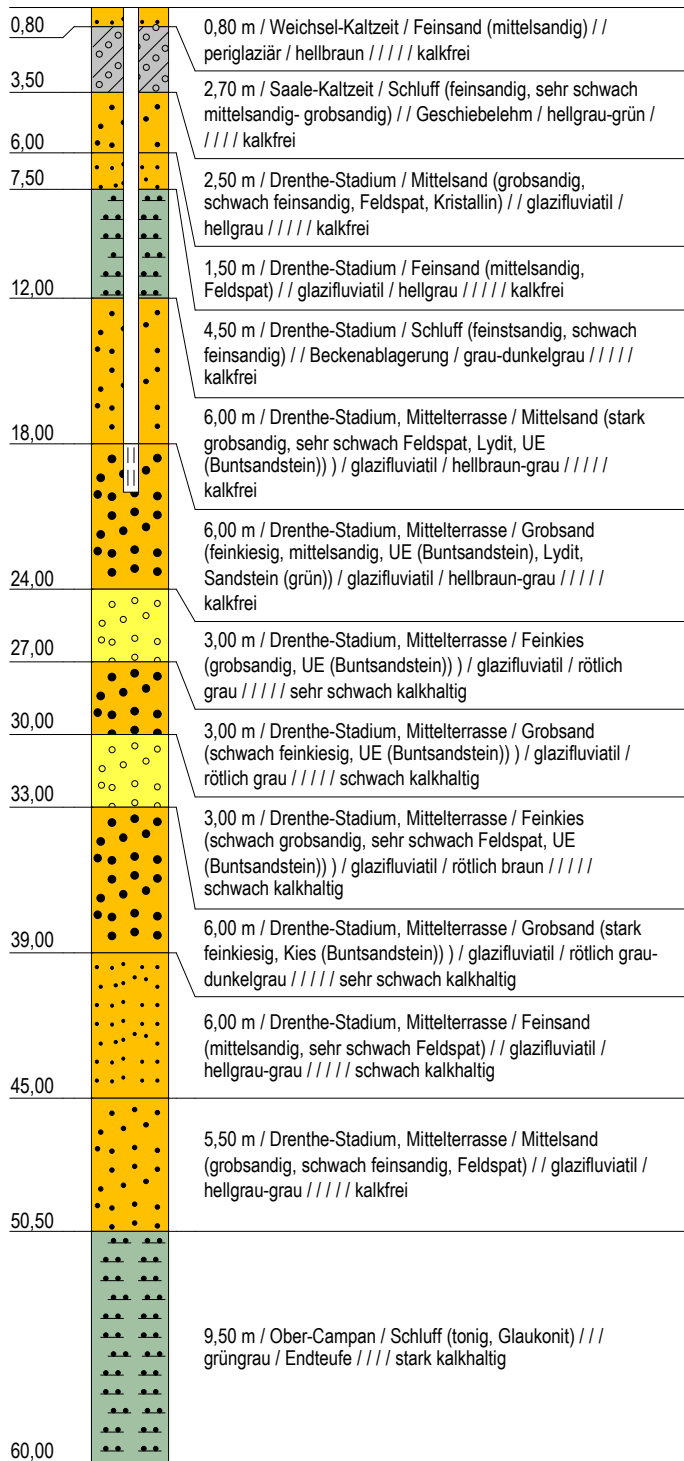 0,80
3,50
6,00
7,50
12,00
18,00
24,00
27,00
30,00
33,00
39,00
45,00
50,50
60,00
0,80 m / Weichsel-Kaltzeit / Feinsand (mittelsandig) / /
periglaziär / hellbraun / / / / / kalkfrei
2,70 m / Saale-Kaltzeit / Schluff (feinsandig, sehr schwach
mittelsandig- grobsandig) / / Geschiebelehm / hellgrau-grün /
/ / / / kalkfrei
2,50 m / Drenthe-Stadium / Mittelsand (grobsandig,
schwach feinsandig, Feldspat, Kristallin) / / glazifluviatil /
hellgrau / / / / / kalkfrei
1,50 m / Drenthe-Stadium / Feinsand (mittelsandig,
Feldspat) / / glazifluviatil / hellgrau / / / / / kalkfrei
4,50 m / Drenthe-Stadium / Schluff (feinstsandig, schwach
feinsandig) / / Beckenablagerung / grau-dunkelgrau / / / / /
kalkfrei
6,00 m / Drenthe-Stadium, Mittelterrasse / Mittelsand (stark
grobsandig, sehr schwach Feldspat, Lydit, UE
(Buntsandstein)) ) / glazifluviatil / hellbraun-grau / / / / /
kalkfrei
6,00 m / Drenthe-Stadium, Mittelterrasse / Grobsand
(feinkiesig, mittelsandig, UE (Buntsandstein), Lydit,
Sandstein (grün)) / glazifluviatil / hellbraun-grau / / / / /
kalkfrei
3,00 m / Drenthe-Stadium, Mittelterrasse / Feinkies
(grobsandig, UE (Buntsandstein)) ) / glazifluviatil / rötlich
grau / / / / / sehr schwach kalkhaltig
3,00 m / Drenthe-Stadium, Mittelterrasse / Grobsand
(schwach feinkiesig, UE (Buntsandstein)) ) / glazifluviatil /
rötlich grau / / / / / schwach kalkhaltig
3,00 m / Drenthe-Stadium, Mittelterrasse / Feinkies
(schwach grobsandig, sehr schwach Feldspat, UE
(Buntsandstein)) ) / glazifluviatil / rötlich braun / / / / /
schwach kalkhaltig
6,00 m / Drenthe-Stadium, Mittelterrasse / Grobsand (stark
feinkiesig, Kies (Buntsandstein)) ) / glazifluviatil / rötlich grau-
dunkelgrau / / / / / sehr schwach kalkhaltig
6,00 m / Drenthe-Stadium, Mittelterrasse / Feinsand
(mittelsandig, sehr schwach Feldspat) / / glazifluviatil /
hellgrau-grau / / / / / schwach kalkhaltig
5,50 m / Drenthe-Stadium, Mittelterrasse / Mittelsand
(grobsandig, schwach feinsandig, Feldspat) / / glazifluviatil /
hellgrau-grau / / / / / kalkfrei
9,50 m / Ober-Campan / Schluff (tonig, Glaukonit) / / /
grüngrau / Endteufe / / / / stark kalkhaltig